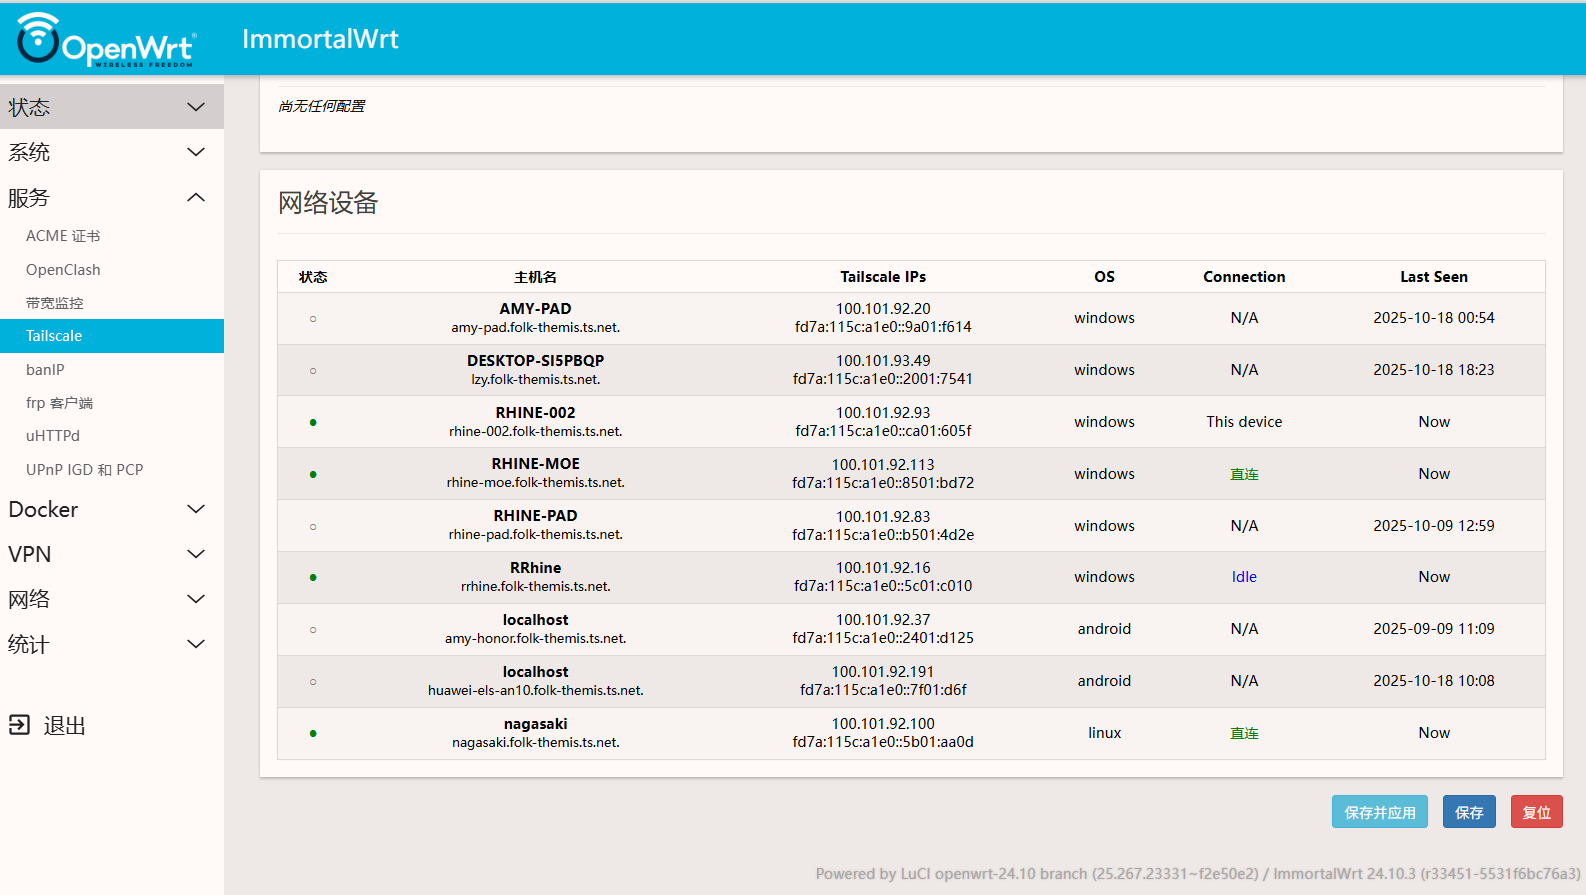 OpenWrt
WIRELESS FREEDOM
ImmortalWrt
状态
系统
服务
ACME 证书
OpenClash
带宽监控
Tailscale
banIP
frp 客户端
uHTTPd
UPnP IGD 和 PCP
Docker
VPN
网络
统计
退出
尚无任何配置
网络设备
状态 主机名 Tailscale IPs OS Connection Last Seen
○ AMY-PAD 100.101.92.20 windows N/A 2025-10-18 00:54
amy-pad.folk-themis.ts.net. fd7a:115c:a1e0::9a01:f614
○ DESKTOP-SI5PBQP 100.101.93.49 windows N/A 2025-10-18 18:23
lzy.folk-themis.ts.net. fd7a:115c:a1e0::2001:7541
● RHINE-002 100.101.92.93 windows This device Now
rhine-002.folk-themis.ts.net. fd7a:115c:a1e0::ca01:605f
● RHINE-MOE 100.101.92.113 windows 直连 Now
rhine-moe.folk-themis.ts.net. fd7a:115c:a1e0::8501:bd72
○ RHINE-PAD 100.101.92.83 windows N/A 2025-10-09 12:59
rhine-pad.folk-themis.ts.net. fd7a:115c:a1e0::b501:4d2e
● RRhine 100.101.92.16 windows Idle Now
rrhine.folk-themis.ts.net. fd7a:115c:a1e0::5c01:c010
○ localhost 100.101.92.37 android N/A 2025-09-09 11:09
amy-honor.folk-themis.ts.net. fd7a:115c:a1e0::2401:d125
○ localhost 100.101.92.191 android N/A 2025-10-18 10:08
huawei-els-an10.folk-themis.ts.net. fd7a:115c:a1e0::7f01:d6f
● nagasaki 100.101.92.100 linux 直连 Now
nagasaki.folk-themis.ts.net. fd7a:115c:a1e0::5b01:aa0d
保存并应用 保存 复位
Powered by LuCI openwrt-24.10 branch (25.267.23331~f2e50e2) / ImmortalWrt 24.10.3 (r33451-5531f6bc76a3)